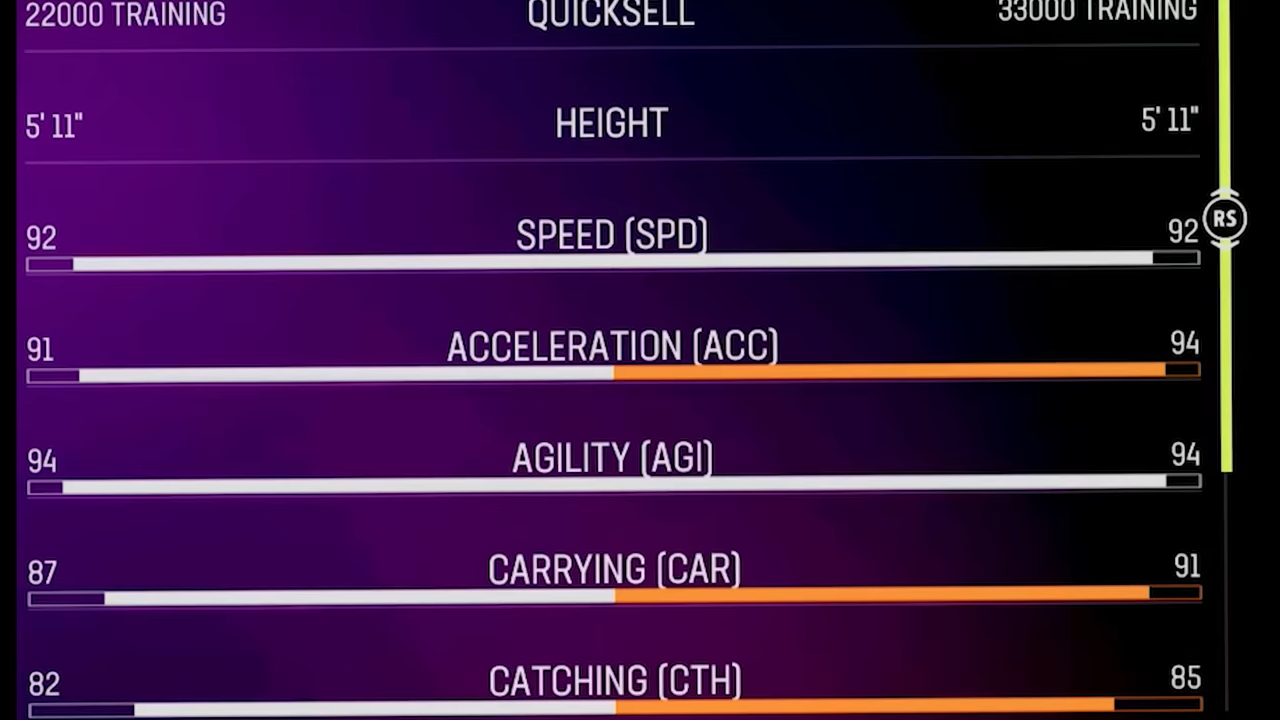 22000 TRAINING QUICKSELL 33000 TRAINING
5' 11" HEIGHT 5' 11"
92 SPEED (SPD) 92
RS
91 ACCELERATION (ACC) 94
94 AGILITY (AGI) 94
87 CARRYING (CAR) 91
82 CATCHING (CTH) 85